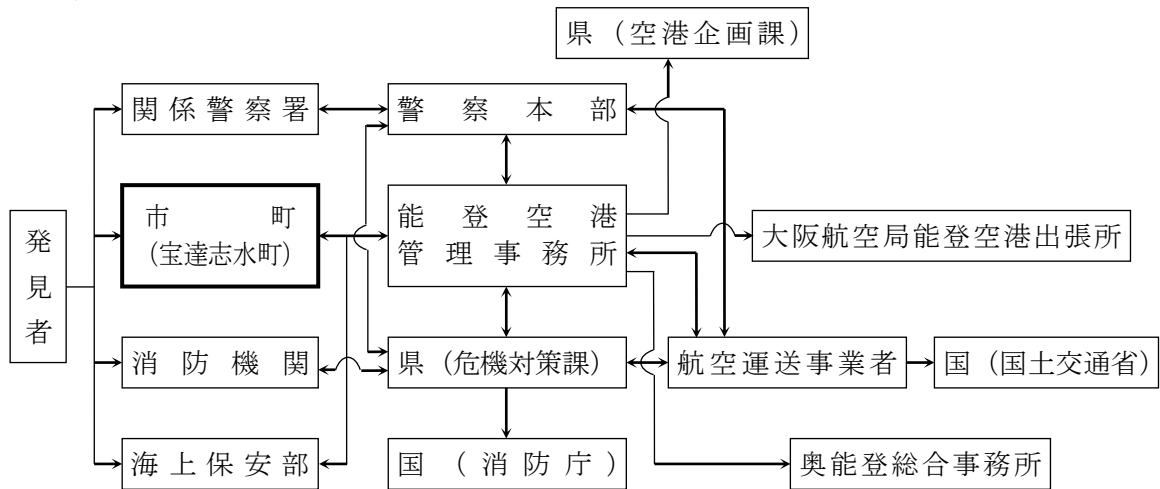 県（空港企画課）
関係警察署
警察本部
市町
（宝達志水町）
能登空港
管理事務所
発見者
大阪航空局能登空港出張所
消防機関
県（危機対策課）
航空運送事業者
国（国土交通省）
海上保安部
国（消防庁）
奥能登総合事務所